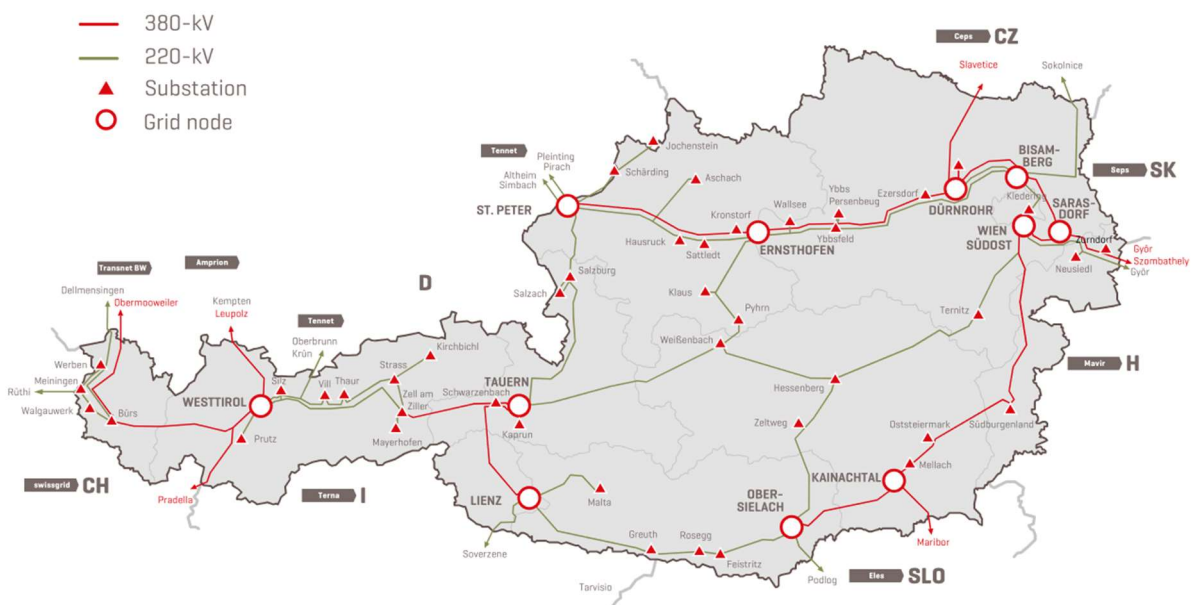 380-kV
220-kV
Substation
Grid node
Ceps
CZ
Slavetice
Sokolnice
Tennet
Pleinting
Pirach
Altheim
Simbach
Jochenstein
Schärding
Aschach
ST. PETER
Hausruck
Sattledt
Kronstorf
Wallsee
ERNSTHOFEN
Ybbs
Persenbeug
Ybbsfeld
Ezersdorf
DÜRNROHR
BISAM-
BERG
Kledering
SARAS-
DORF
WIEN
SÜDOST
Zurndorf
Neusiedl
Seps
SK
Györ
Szambathely
Györ
Transnet BW
Amprion
D
Dellmensingen
Obermooweiler
Kempten
Leupolz
Tennet
Oberbrunn
Krün
Salzburg
Salzach
Klaus
Pyhrn
Weißenbach
Ternitz
Mavir
H
Werben
Meiningen
Rüthi
Walgauwerk
Bürs
WESTTIROL
Silz
Vill
Thaur
Strass
Kirchbichl
Zell am
Ziller
Mayerhofen
Prutz
TAUERN
Schwarzenbach
Kaprun
Hessenberg
Zeltweg
Oststeiermark
Südburgenland
Mellach
KAINACHTAL
swissgrid
CH
Pradella
Terna
I
LIENZ
Malta
Soverzene
OBER-
SIELACH
Greuth
Rosegg
Feistritz
Tarvisio
Podlog
Maribor
Eles
SLO